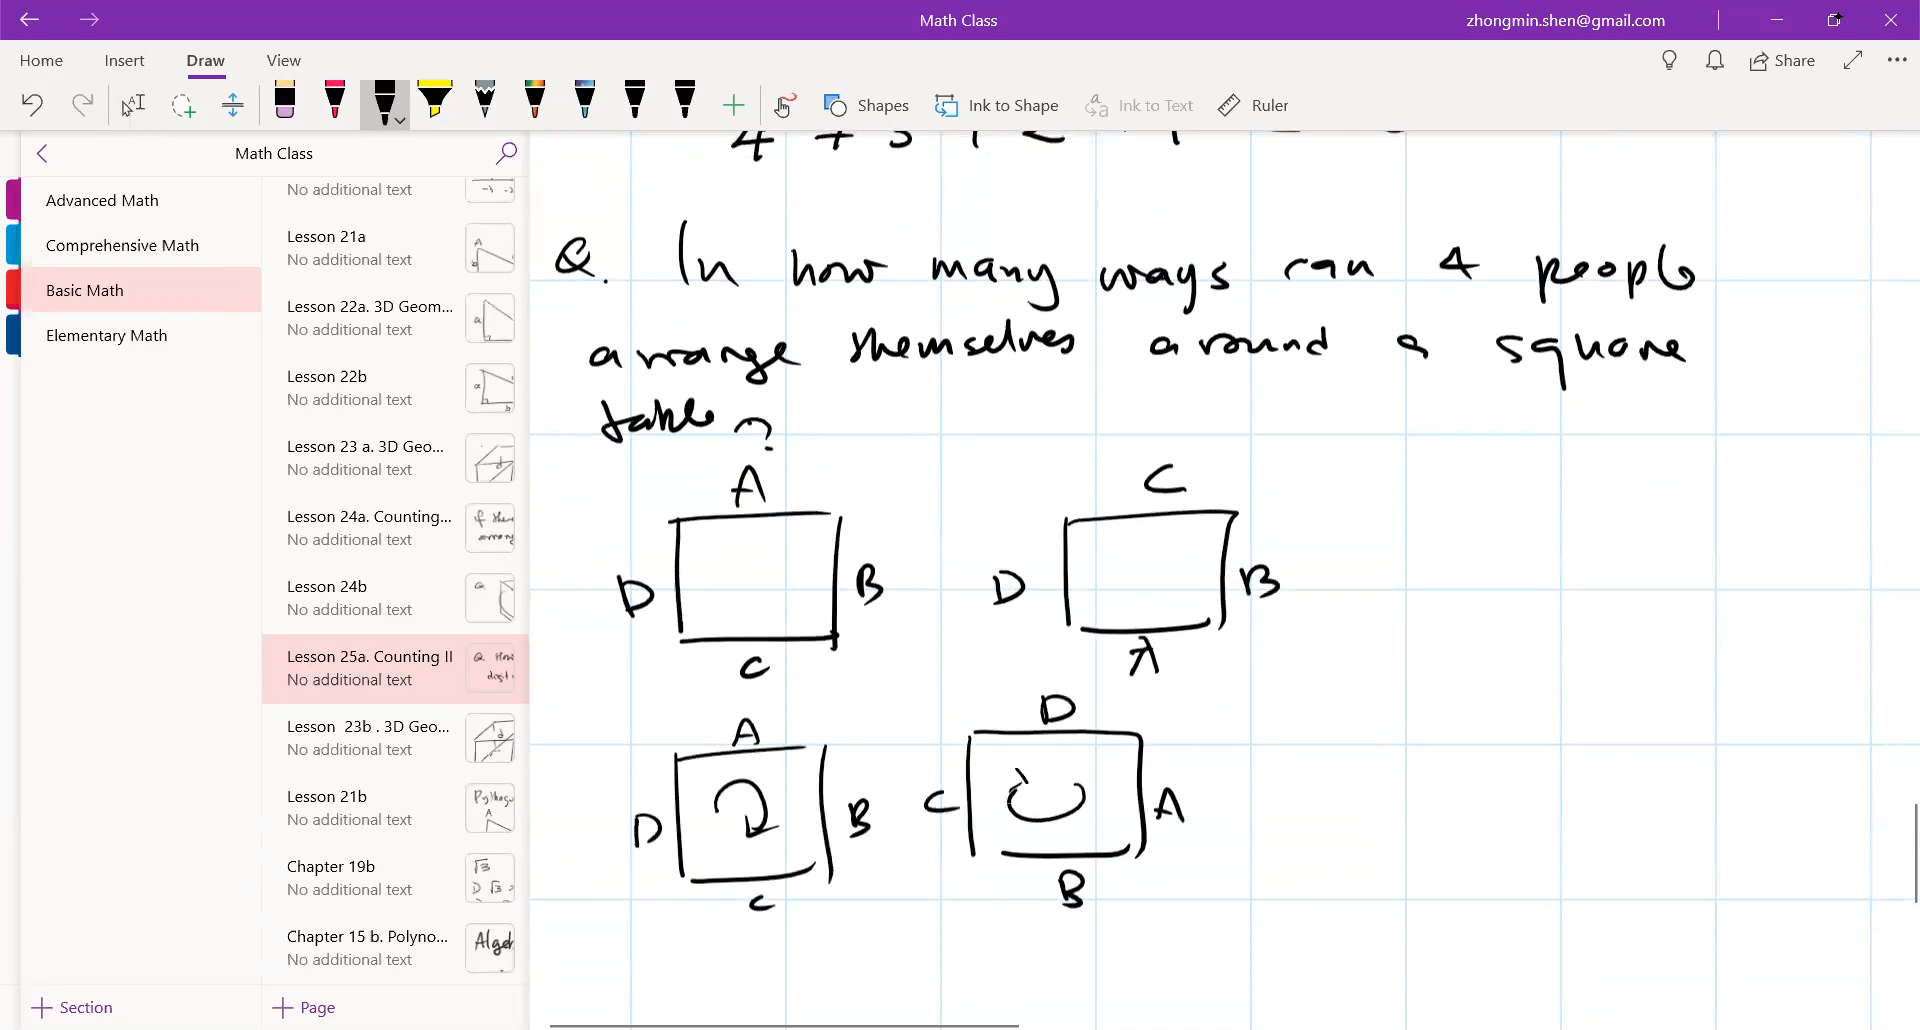 Math Class
zhongmin.shen@gmail.com
Home Insert Draw View
Share
Shapes Ink to Shape Ink to Text Ruler
Math Class
Advanced Math
Comprehensive Math
Basic Math
Elementary Math
Section
No additional text
Lesson 21a
No additional text
Lesson 22a. 3D Geom...
No additional text
Lesson 22b
No additional text
Lesson 23 a. 3D Geo...
No additional text
Lesson 24a. Counting...
No additional text
Lesson 24b
No additional text
Lesson 25a. Counting II
No additional text
Lesson 23b . 3D Geo...
No additional text
Lesson 21b
No additional text
Chapter 19b
No additional text
Chapter 15 b. Polyno...
No additional text
Page
Q. In how many ways can 4 people
arrange themselves around a square
table?
A C
D B D B
C A
A D
D B C A
C B